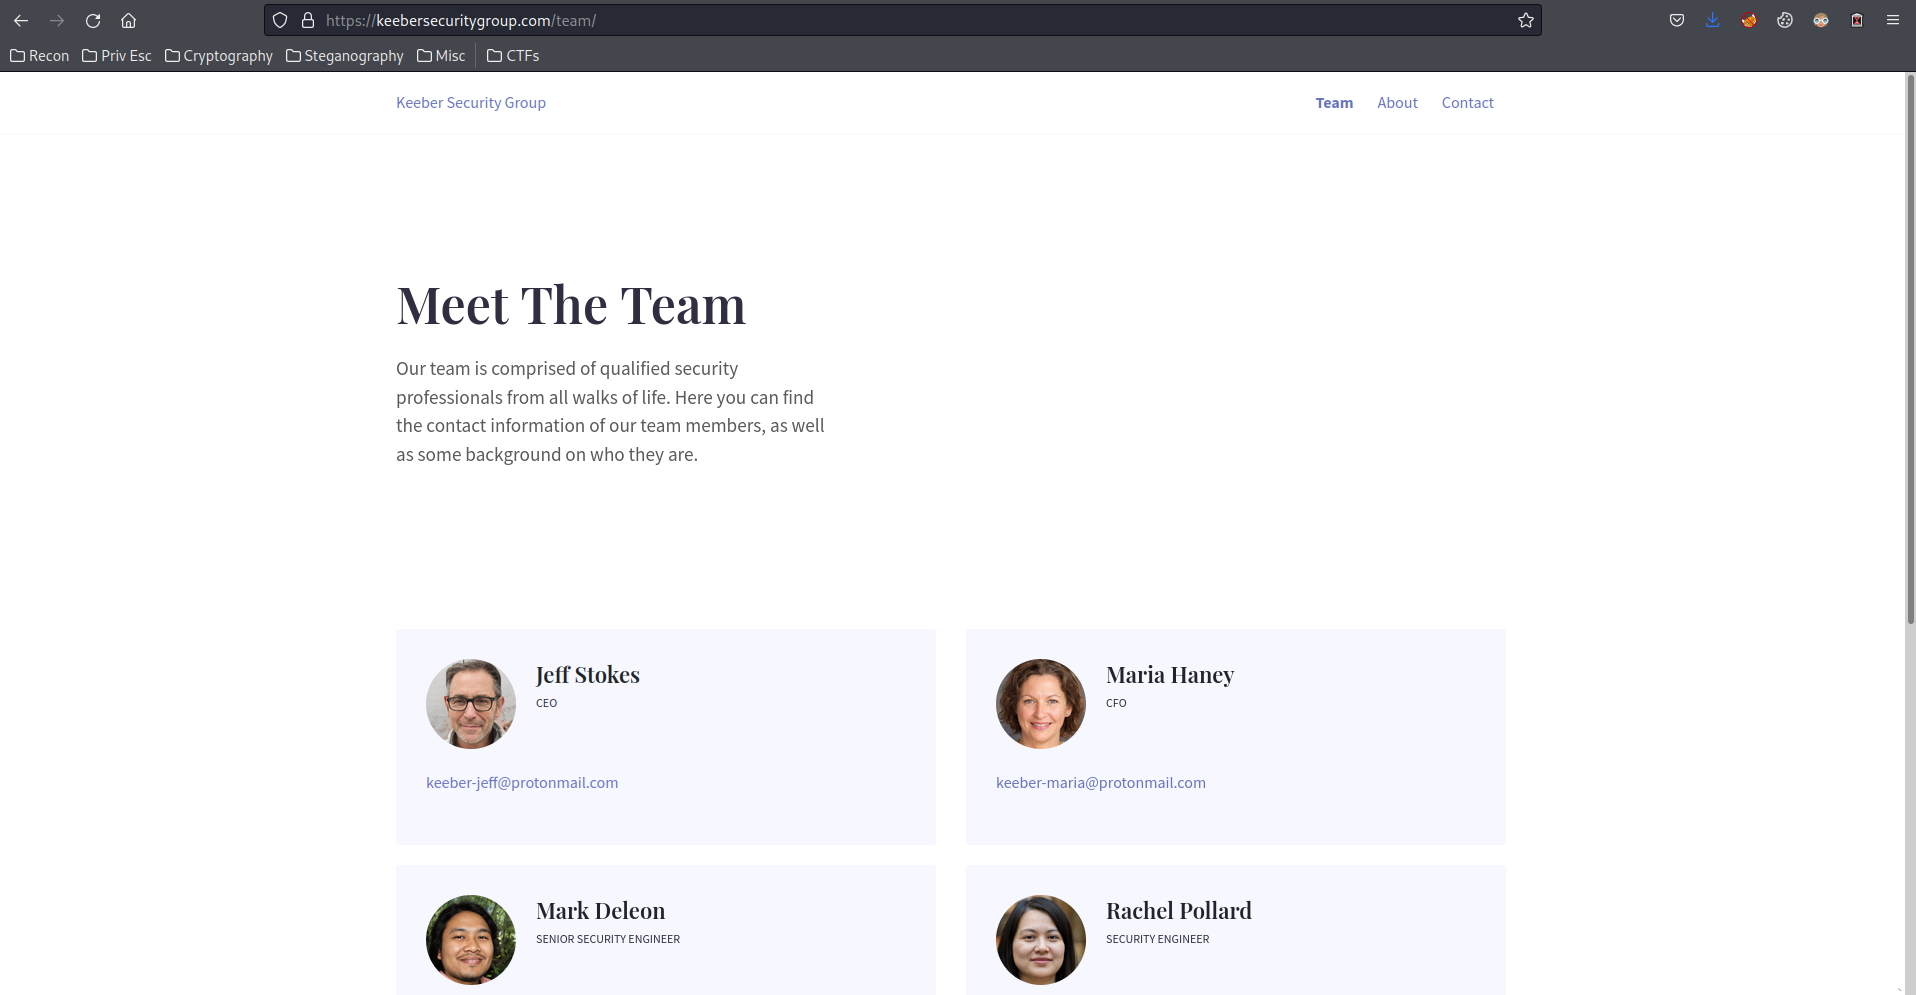 https://keebersecuritygroup.com/team/
Recon Priv Esc Cryptography Steganography Misc CTFs
Keeber Security Group Team About Contact
Meet The Team
Our team is comprised of qualified security
professionals from all walks of life. Here you can find
the contact information of our team members, as well
as some background on who they are.
Jeff Stokes
CEO
keeber-jeff@protonmail.com
Maria Haney
CFO
keeber-maria@protonmail.com
Mark Deleon
SENIOR SECURITY ENGINEER
Rachel Pollard
SECURITY ENGINEER